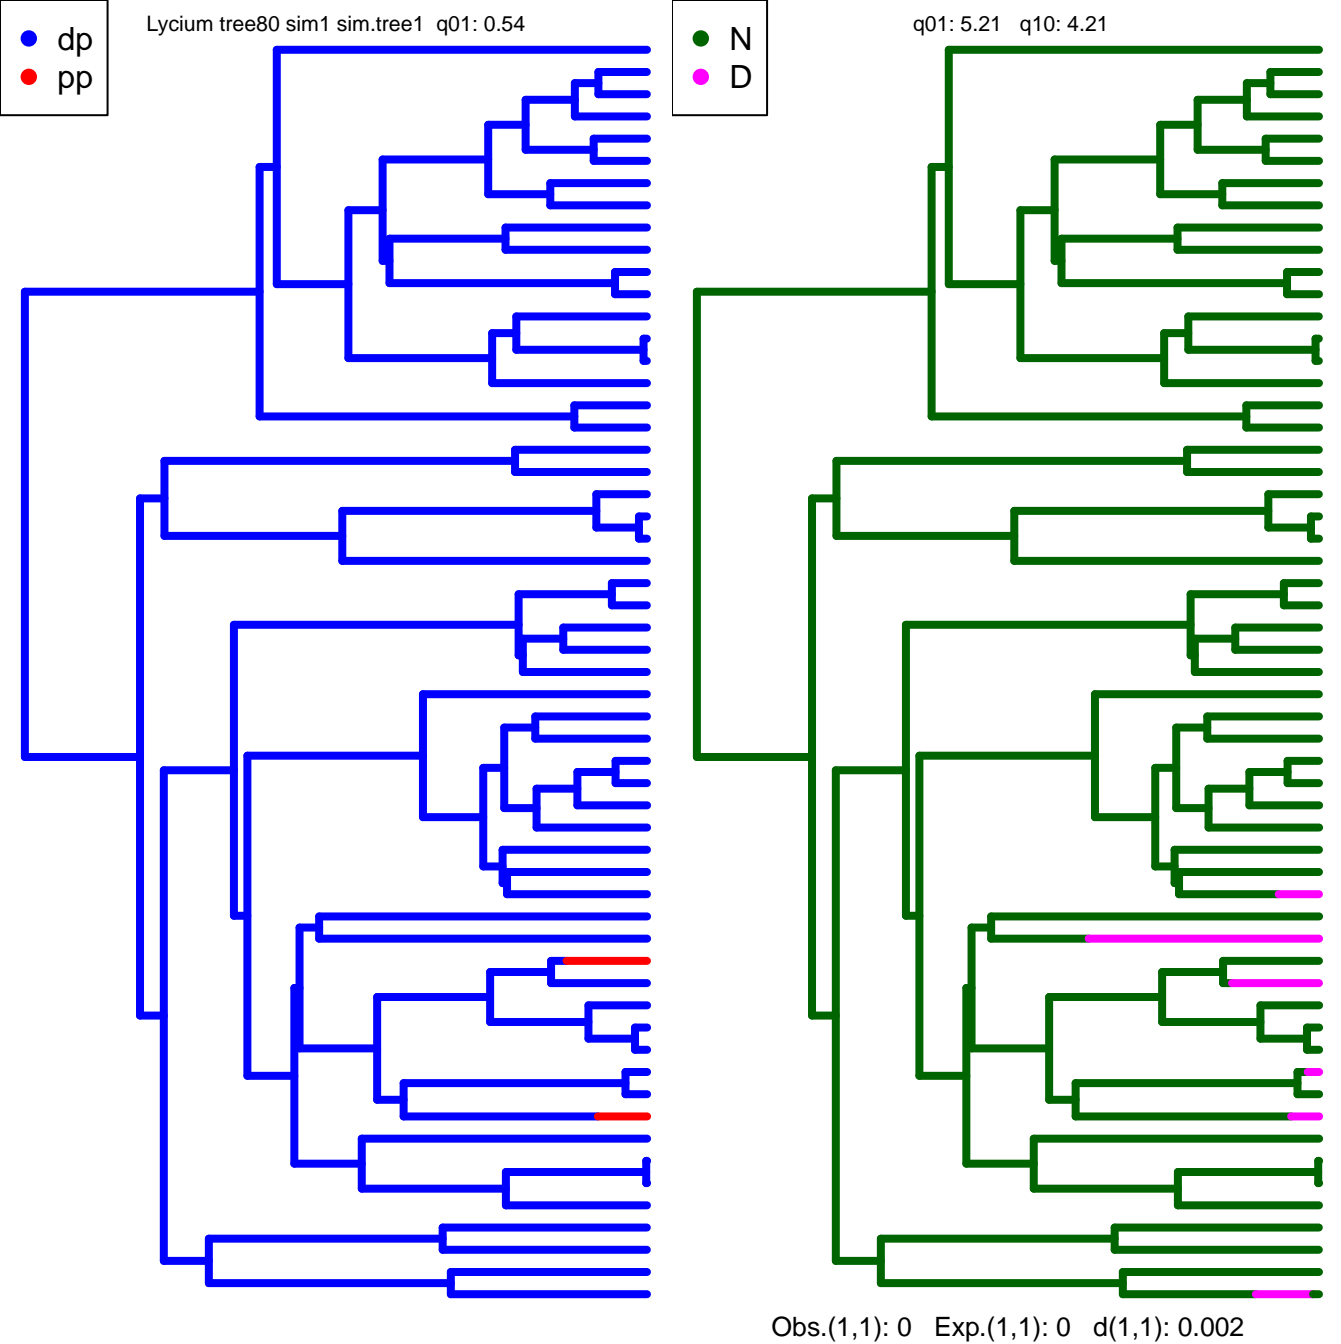 Lycium tree80 sim1 sim.tree1  q01: 0.54
dp
pp
q01: 5.21   q10: 4.21
N
D
Obs.(1,1): 0   Exp.(1,1): 0   d(1,1): 0.002